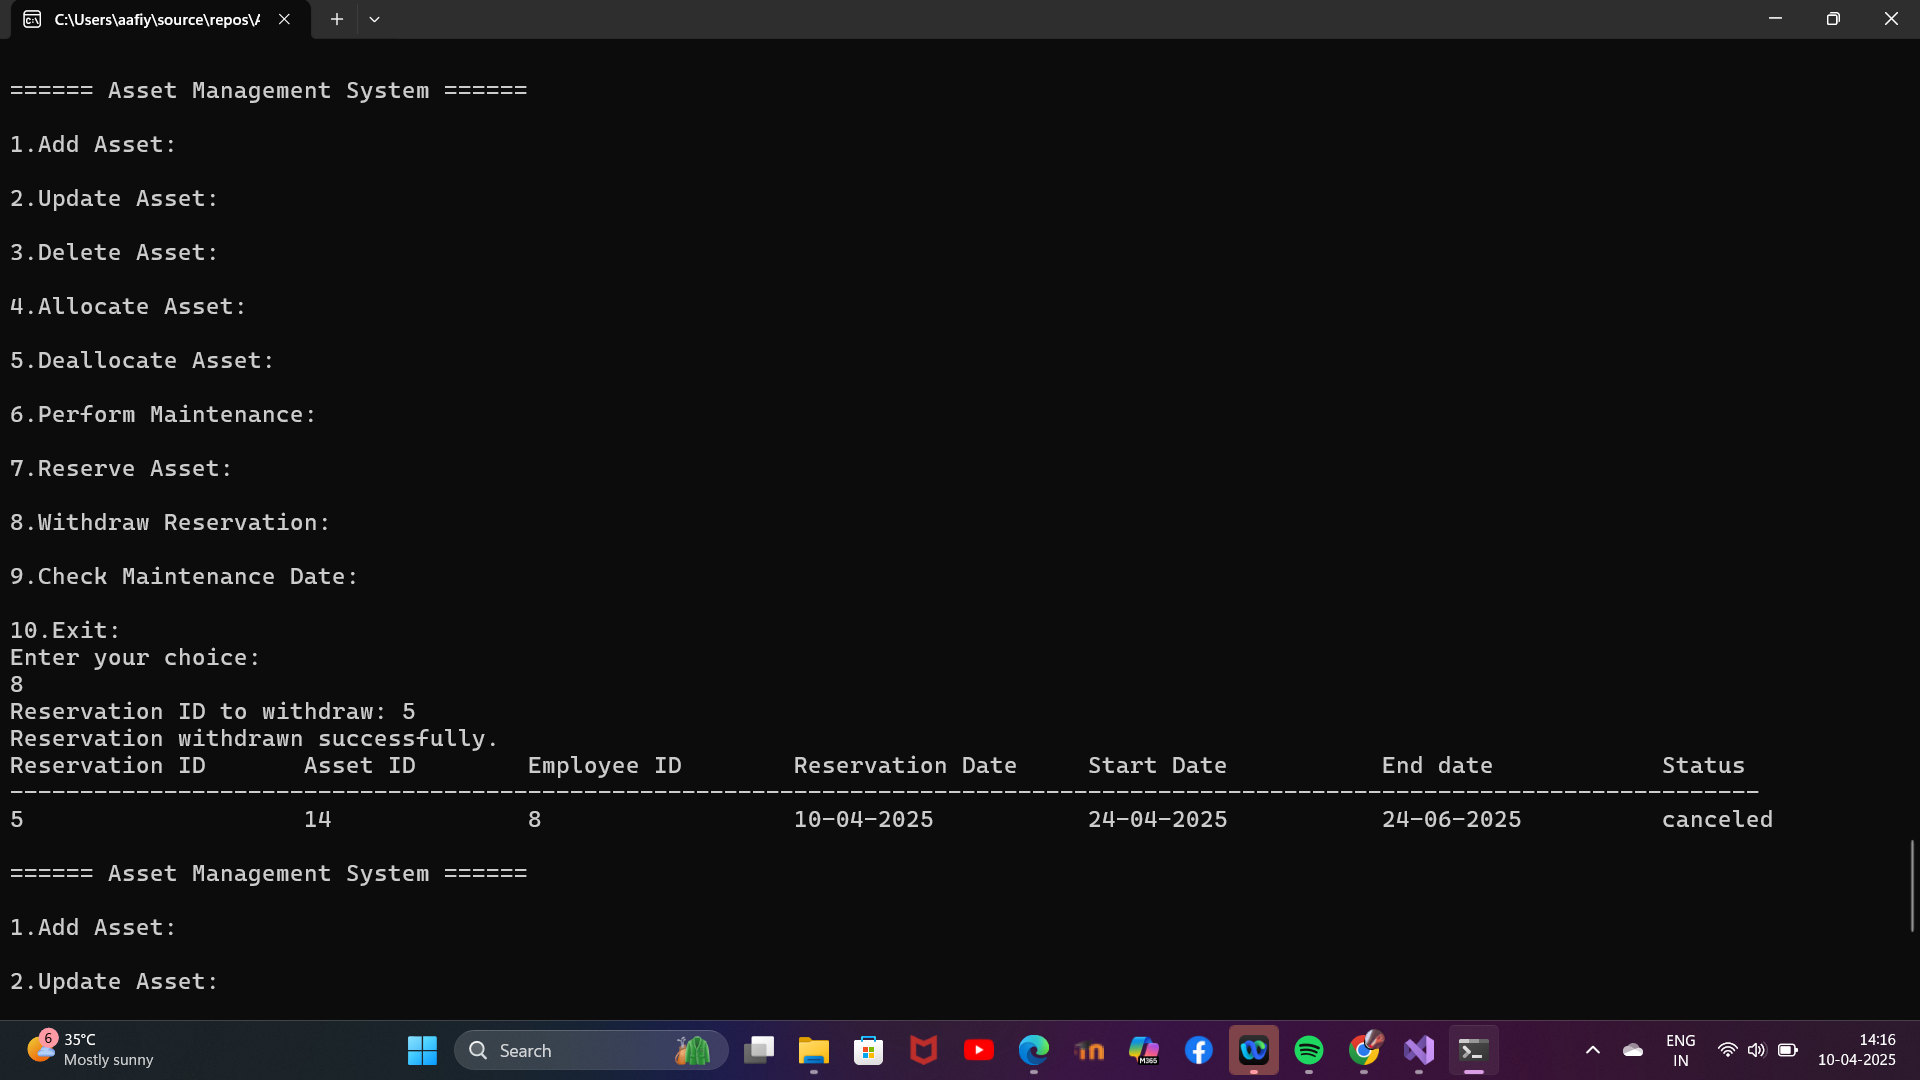 C:\Users\aafiy\source\repos\A
====== Asset Management System ======
1.Add Asset:
2.Update Asset:
3.Delete Asset:
4.Allocate Asset:
5.Deallocate Asset:
6.Perform Maintenance:
7.Reserve Asset:
8.Withdraw Reservation:
9.Check Maintenance Date:
10.Exit:
Enter your choice:
8
Reservation ID to withdraw: 5
Reservation withdrawn successfully.
Reservation ID Asset ID Employee ID Reservation Date Start Date End date Status
-----------------------------------------------------------------------------------------------------------------------------
5 14 8 10-04-2025 24-04-2025 24-06-2025 canceled
====== Asset Management System ======
1.Add Asset:
2.Update Asset:
6
35°C
Mostly sunny
Search
M365
ENG
IN
14:16
10-04-2025